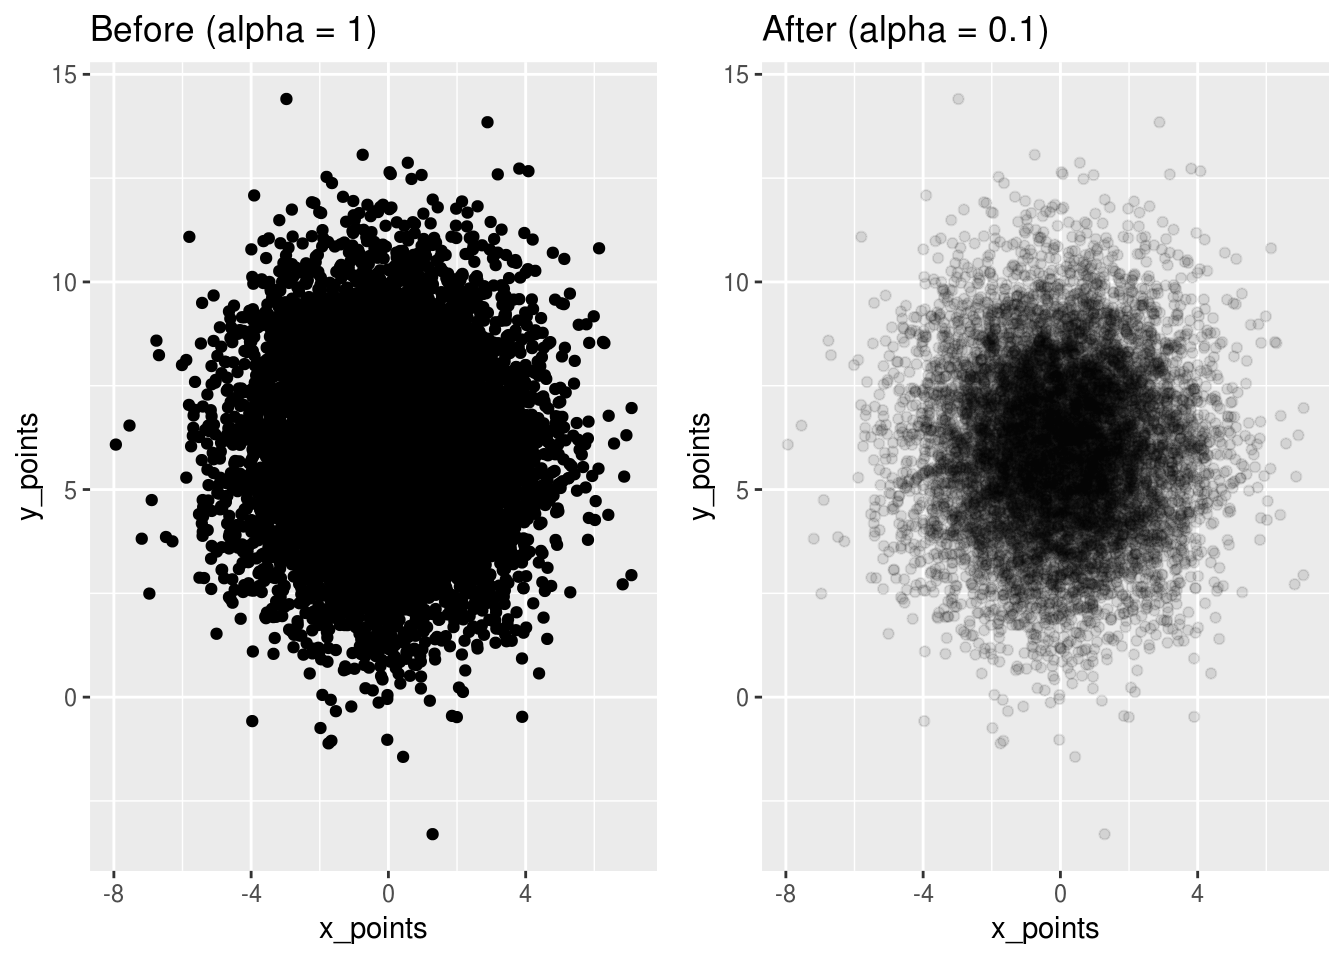 Before (alpha = 1)
15
10
5
0
y_points
-8
-4
0
4
x_points
After (alpha = 0.1)
15
10
5
0
y_points
-8
-4
0
4
x_points